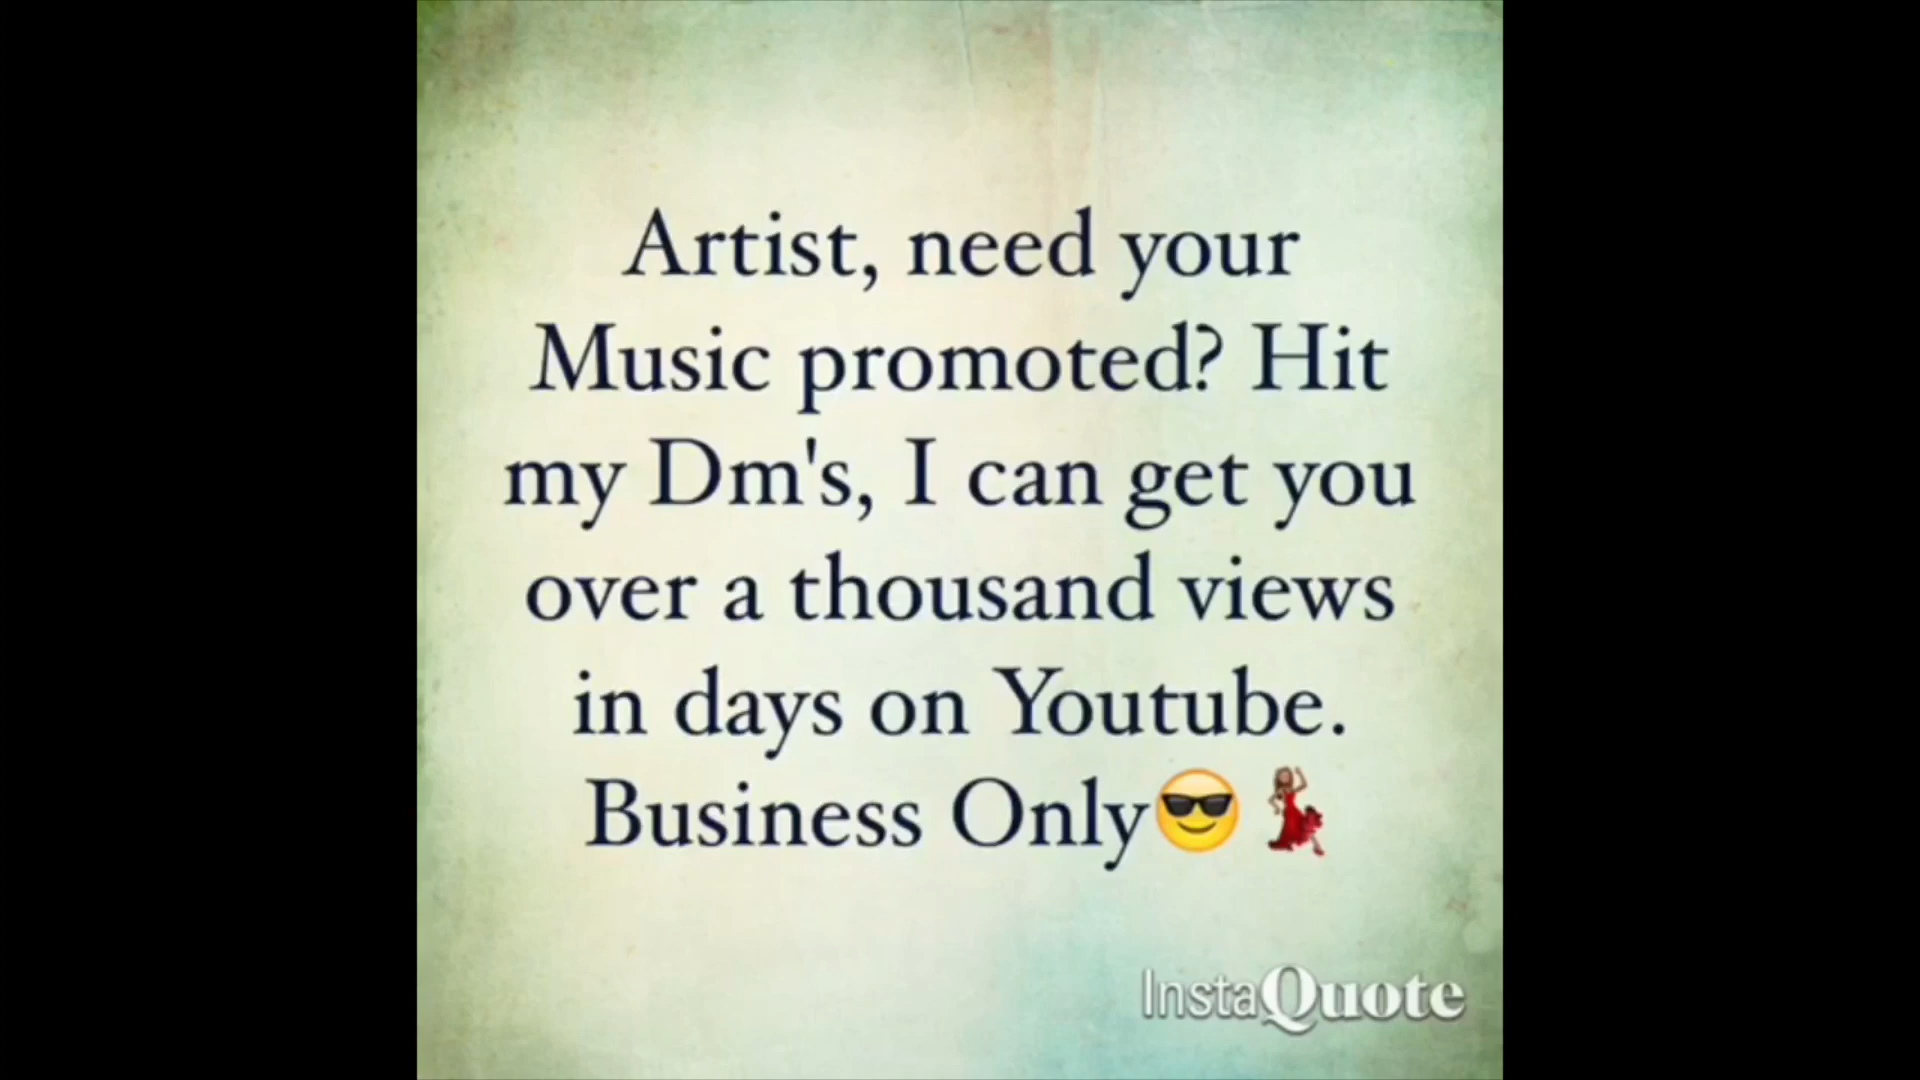 Artist, need your
Music promoted? Hit
my Dm's, I can get you
over a thousand views
in days on Youtube.
Business Only😎💃
InstaQuote